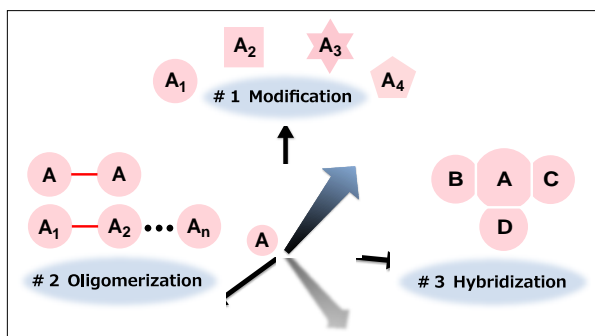 A1 A2 A3 A4
# 1 Modification
A A
A1 A2 ••• An
# 2 Oligomerization
A
B A C
D
# 3 Hybridization